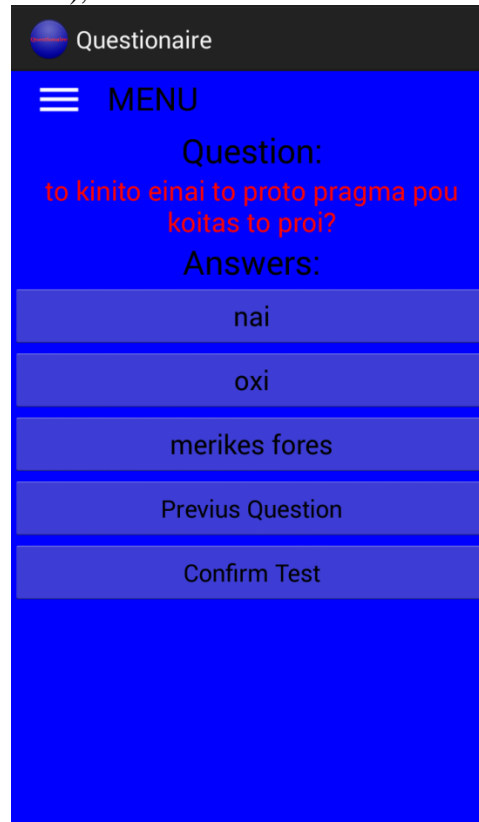 Questionaire
MENU
Question:
to kinito einai to proto pragma pou
koitas to proi?
Answers:
nai
oxi
merikes fores
Previus Question
Confirm Test